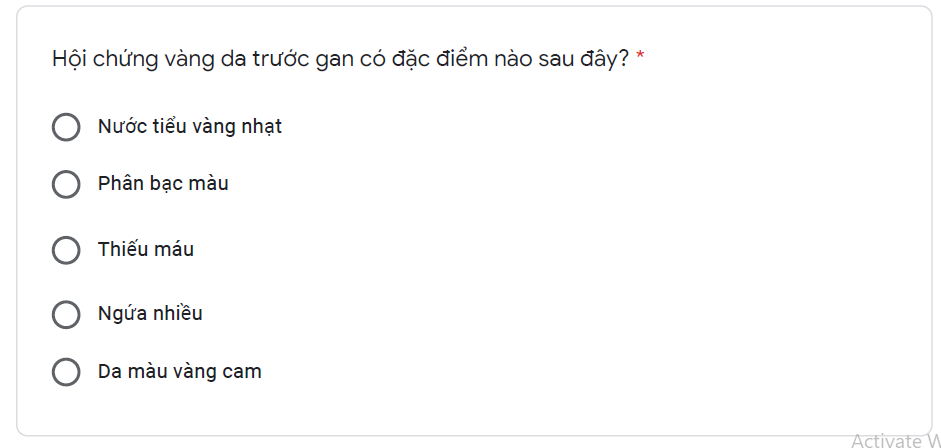 Hội chứng vàng da trước gan có đặc điểm nào sau đây? *
Nước tiểu vàng nhạt
Phân bạc màu
Thiếu máu
Ngứa nhiều
Da màu vàng cam
Activate